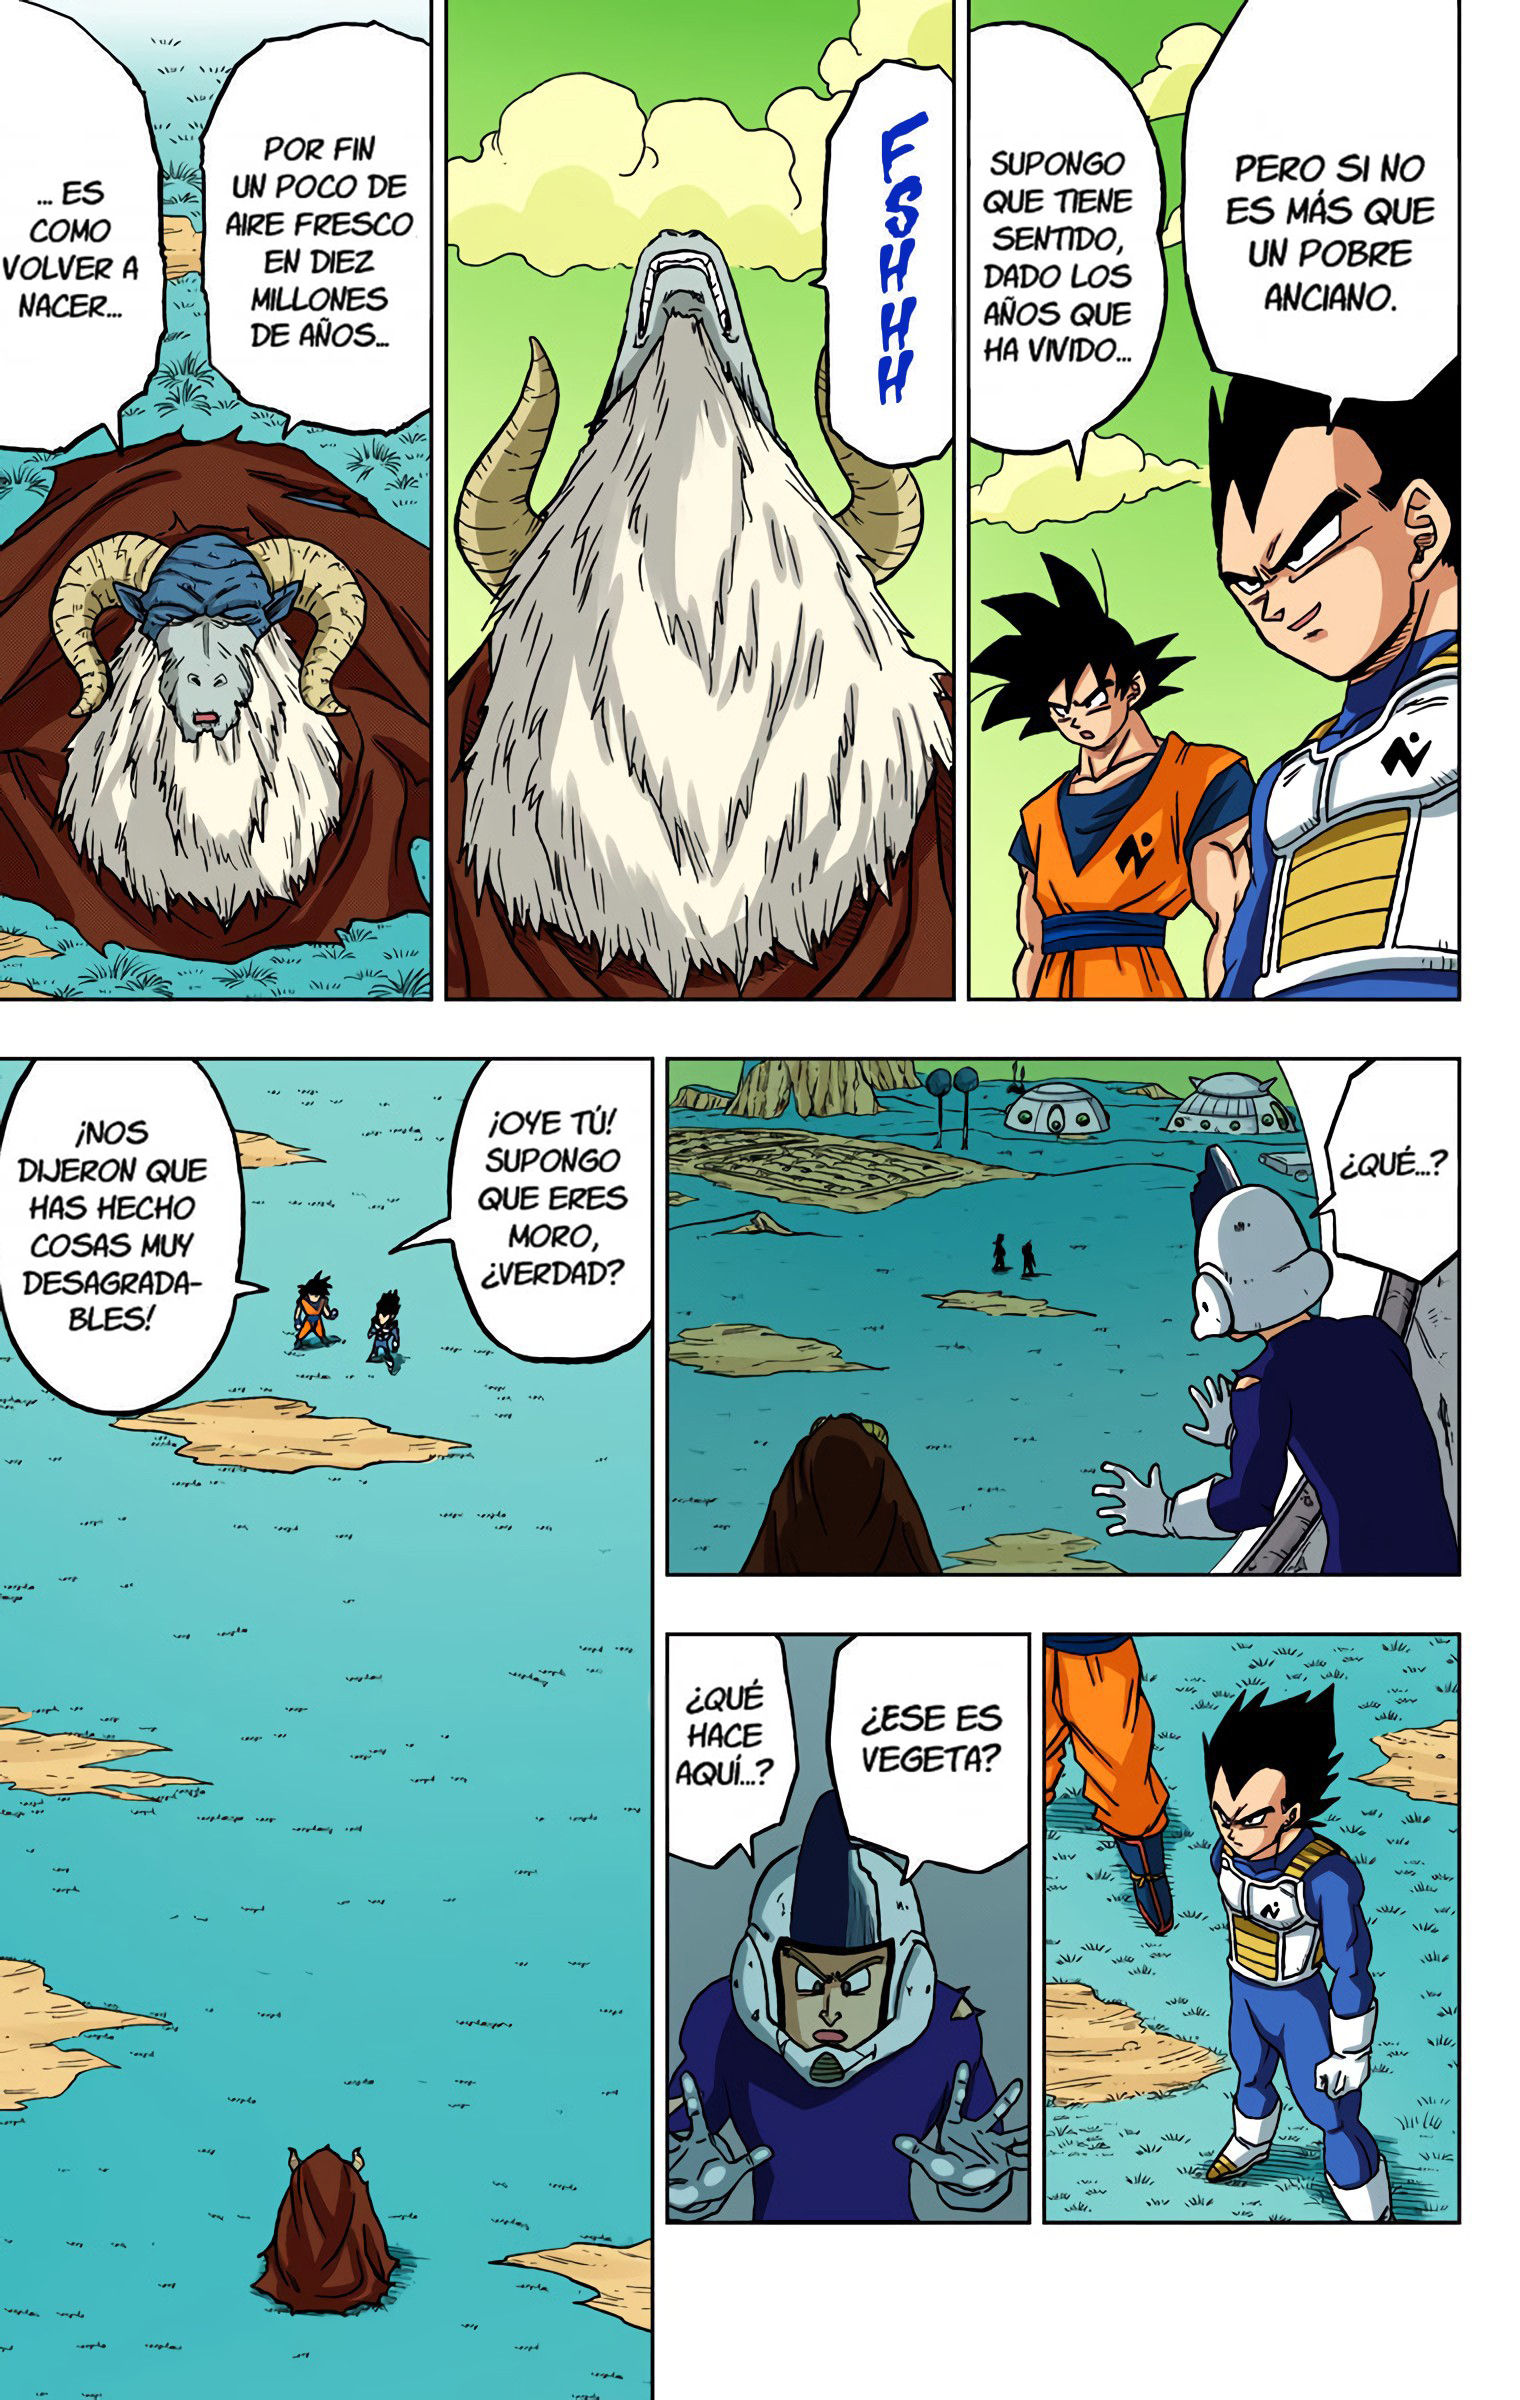 PERO SI NO
ES MÁS QUE
UN POBRE
ANCIANO.
SUPONGO
QUE TIENE
SENTIDO,
DADO LOS
AÑOS QUE
HA VIVIDO...
FSHHHH
POR FIN
UN POCO DE
AIRE FRESCO
EN DIEZ
MILLONES
DE AÑOS...
... ES
COMO
VOLVER A
NACER...
¿QUÉ...?
¿ESE ES
VEGETA?
¿QUÉ
HACE
AQUÍ...?
¡OYE TÚ!
SUPONGO
QUE ERES
MORO,
¿VERDAD?
¡NOS
DIJERON QUE
HAS HECHO
COSAS MUY
DESAGRADA-
BLES!